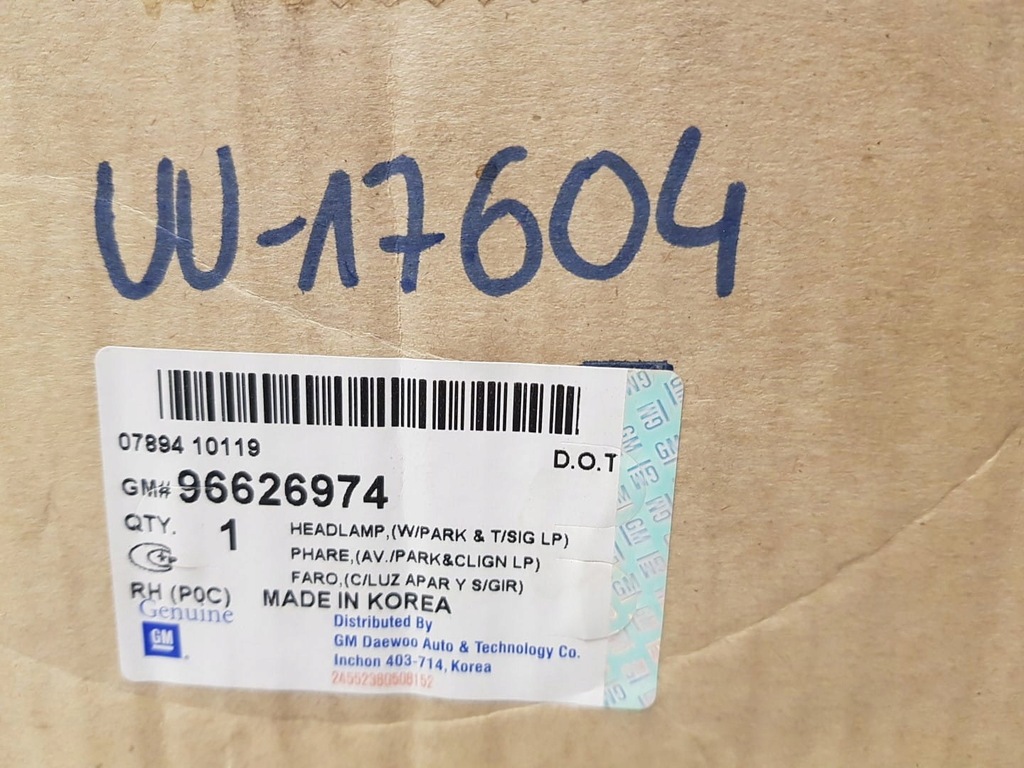 UU-17604
07894 10119
D.O.T
GM# 96626974
QTY. 1
HEADLAMP,(W/PARK & T/SIG LP)
PHARE,(AV./PARK&CLIGN LP)
FARO,(C/LUZ APAR Y S/GIR)
RH (P0C) MADE IN KOREA
Genuine
GM
Distributed By
GM Daewoo Auto & Technology Co.
Inchon 403-714, Korea
24552380508152